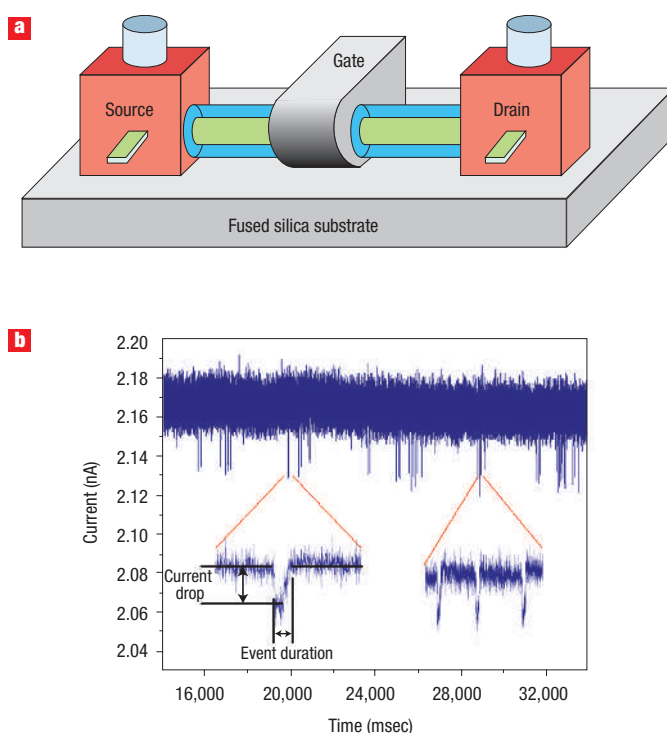 a
Gate
Source
Drain
Fused silica substrate
b
2.20
2.18
2.16
2.14
2.12
2.10
2.08
2.06
2.04
Current (nA)
Current
drop
Event duration
16,000 20,000 24,000 28,000 32,000
Time (msec)